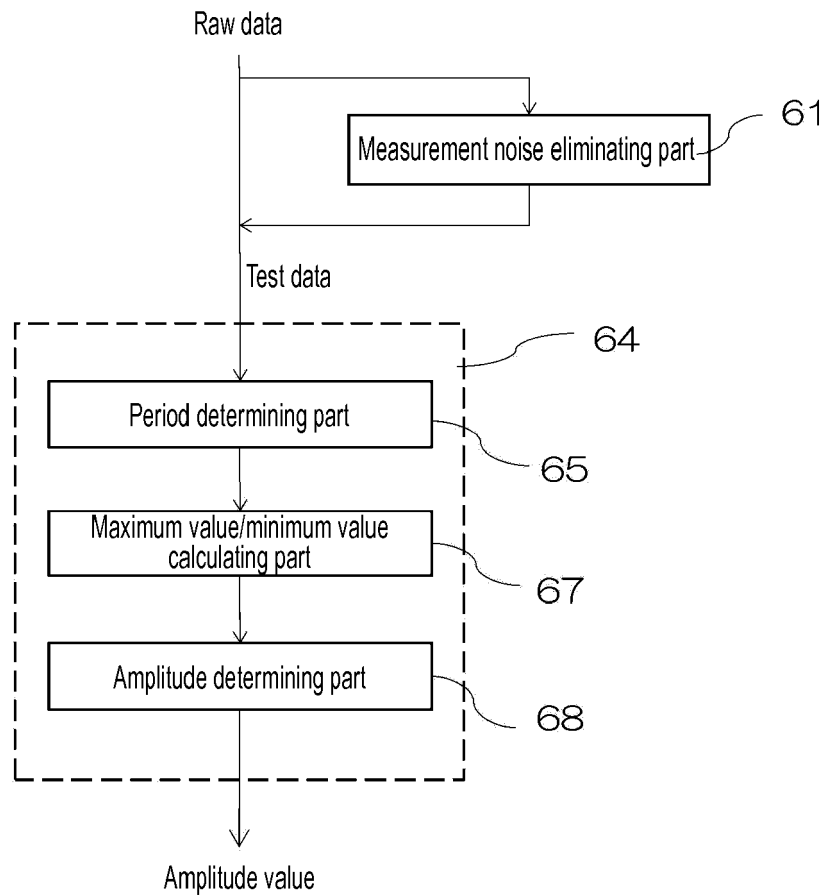 Raw data
Measurement noise eliminating part
61
Test data
64
Period determining part
65
Maximum value/minimum value
calculating part
67
Amplitude determining part
68
Amplitude value